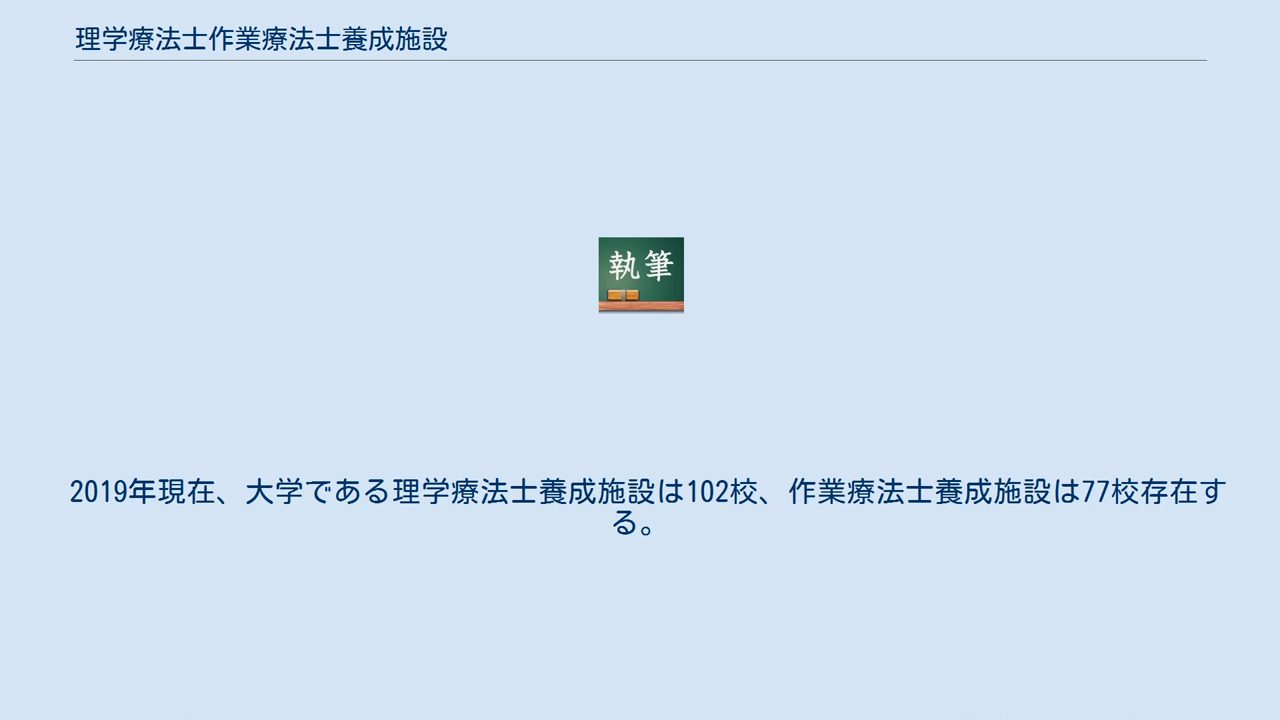 理学療法士作業療法士養成施設
執筆
2019年現在、大学である理学療法士養成施設は102校、作業療法士養成施設は77校存在す
る。